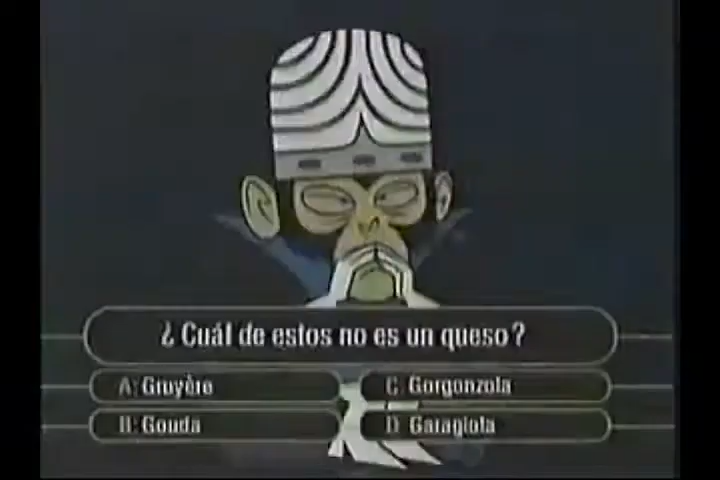 ¿Cuál de estos no es un queso?
A: Gruyère
C: Gorgonzola
B: Gouda
D: Garagiola